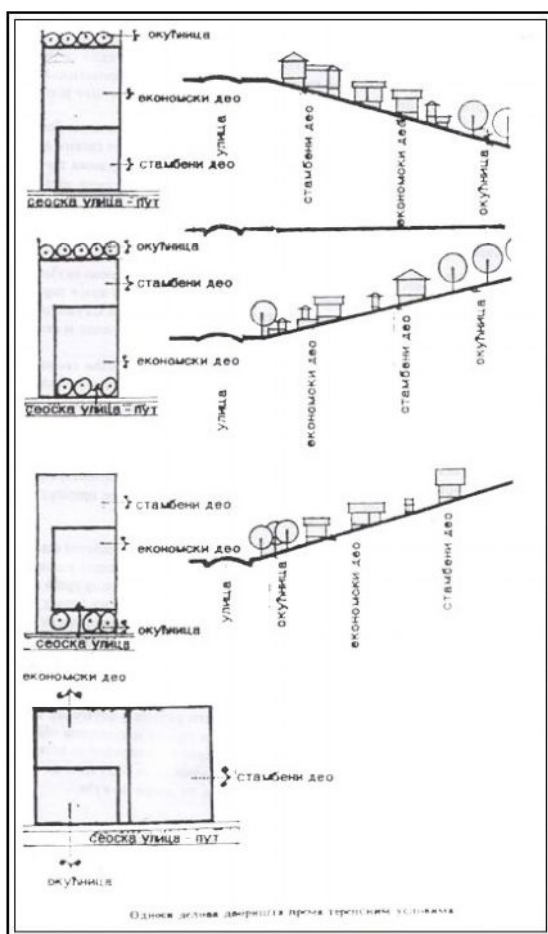 окућница
економски део
стамбени део
сеоска улица - пут
улица
стамбени део
економски део
окућница
окућница
стамбени део
економски део
сеоска улица - пут
улица
економски део
стамбени део
окућница
стамбени део
економски део
окућница
сеоска улица
улица
окућница
економски део
стамбени део
економски део
стамбени део
сеоска улица - пут
окућница
Односи делова дворишта према теренским условима